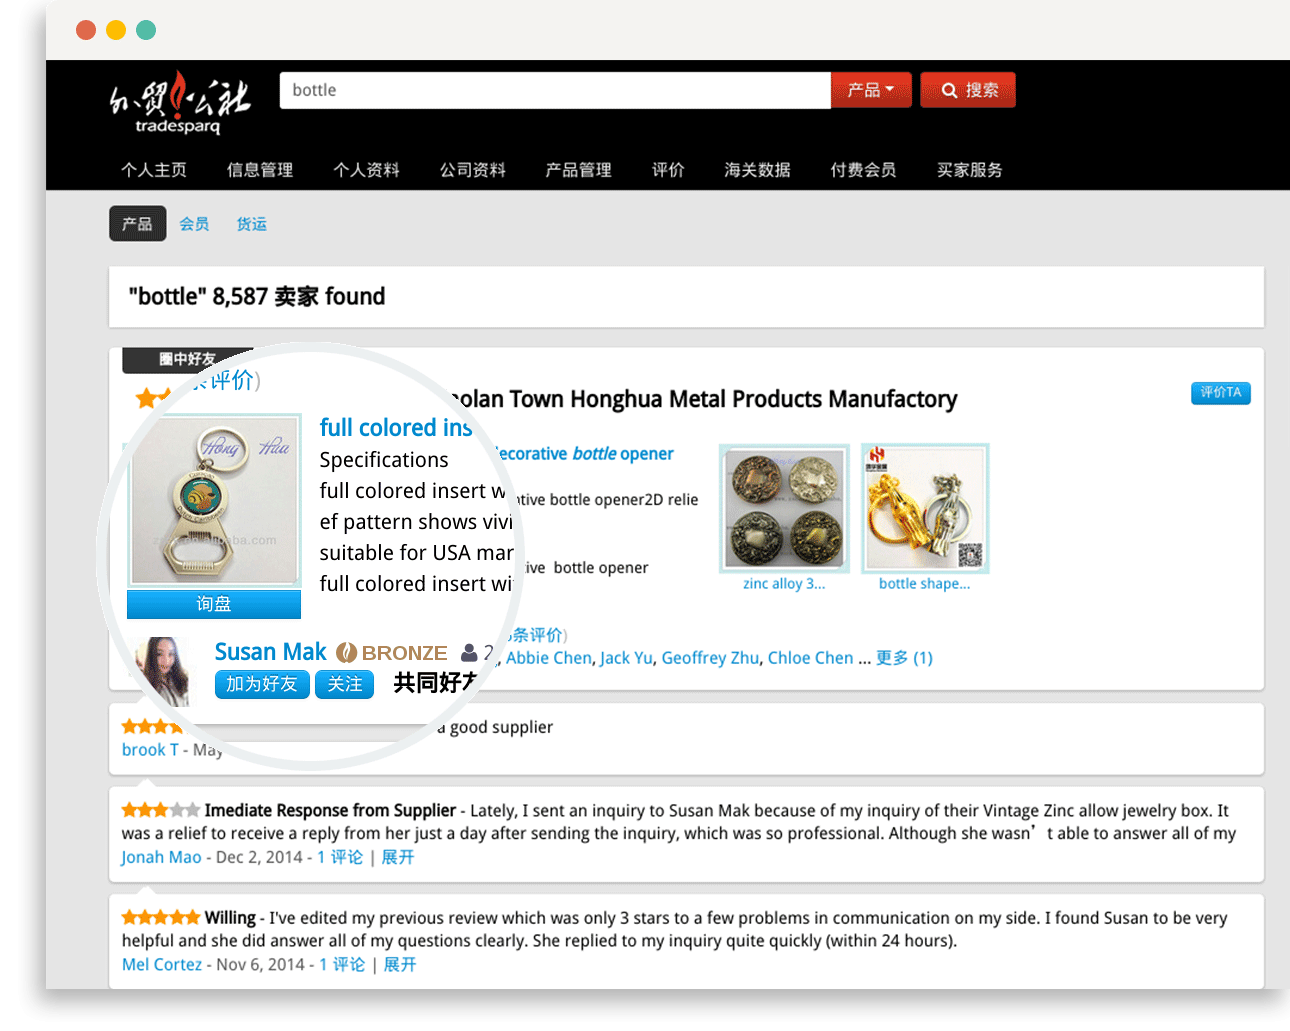 外贸公社
tradesparq
bottle
产品
搜索
个人主页 信息管理 个人资料 公司资料 产品管理 评价 海关数据 付费会员 买家服务
产品 会员 货运
"bottle" 8,587 卖家 found
圈中好友
条评价)
olan Town Honghua Metal Products Manufactory
评价TA
Hong Hua
full colored ins
Specifications
full colored insert w
ef pattern shows vivi
suitable for USA mar
full colored insert wi
询盘
decorative bottle opener
tive bottle opener2D relie
ive bottle opener
zinc alloy 3...
bottle shape...
Susan Mak BRONZE 2
加为好友 关注 共同好友
条评价)
, Abbie Chen, Jack Yu, Geoffrey Zhu, Chloe Chen ... 更多 (1)
a good supplier
brook T - May
Imediate Response from Supplier - Lately, I sent an inquiry to Susan Mak because of my inquiry of their Vintage Zinc allow jewelry box. It
was a relief to receive a reply from her just a day after sending the inquiry, which was so professional. Although she wasn’t able to answer all of my
Jonah Mao - Dec 2, 2014 - 1 评论 | 展开
Willing - I've edited my previous review which was only 3 stars to a few problems in communication on my side. I found Susan to be very
helpful and she did answer all of my questions clearly. She replied to my inquiry quite quickly (within 24 hours).
Mel Cortez - Nov 6, 2014 - 1 评论 | 展开